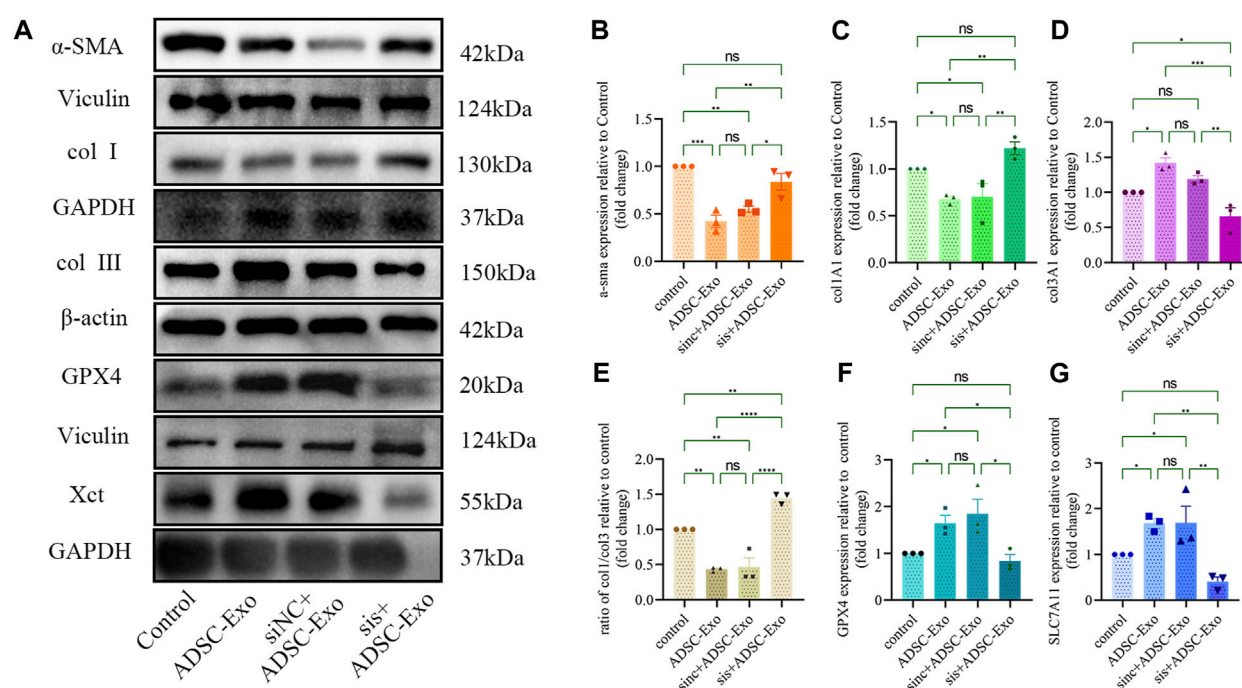 A
α-SMA
42kDa
Viculin
124kDa
col I
130kDa
GAPDH
37kDa
col III
150kDa
β-actin
42kDa
GPX4
20kDa
Viculin
124kDa
Xct
55kDa
GAPDH
37kDa
Control
ADSC-Exo
siNC+
ADSC-Exo
sis+
ADSC-Exo
B
a-sma expression relative to Control
(fold change)
ns
**
**
***
ns
*
1.5
1.0
0.5
0.0
control
ADSC-Exo
sinc+ADSC-Exo
sis+ADSC-Exo
C
col1A1 expression relative to Control
(fold change)
ns
**
*
*
ns
**
1.5
1.0
0.5
0.0
control
ADSC-Exo
sinc+ADSC-Exo
sis+ADSC-Exo
D
col3A1 expression relative to Control
(fold change)
*
***
ns
*
ns
**
2.0
1.5
1.0
0.5
0.0
control
ADSC-Exo
sinc+ADSC-Exo
sis+ADSC-Exo
E
ratio of col1/col3 relative to control
(fold change)
**
****
**
**
ns
****
2.0
1.5
1.0
0.5
0.0
control
ADSC-Exo
sinc+ADSC-Exo
sis+ADSC-Exo
F
GPX4 expression relative to control
(fold change)
ns
*
*
*
ns
*
3
2
1
0
control
ADSC-Exo
sinc+ADSC-Exo
sis+ADSC-Exo
G
SLC7A11 expression relative to control
(fold change)
ns
**
*
*
ns
**
3
2
1
0
control
ADSC-Exo
sinc+ADSC-Exo
sis+ADSC-Exo